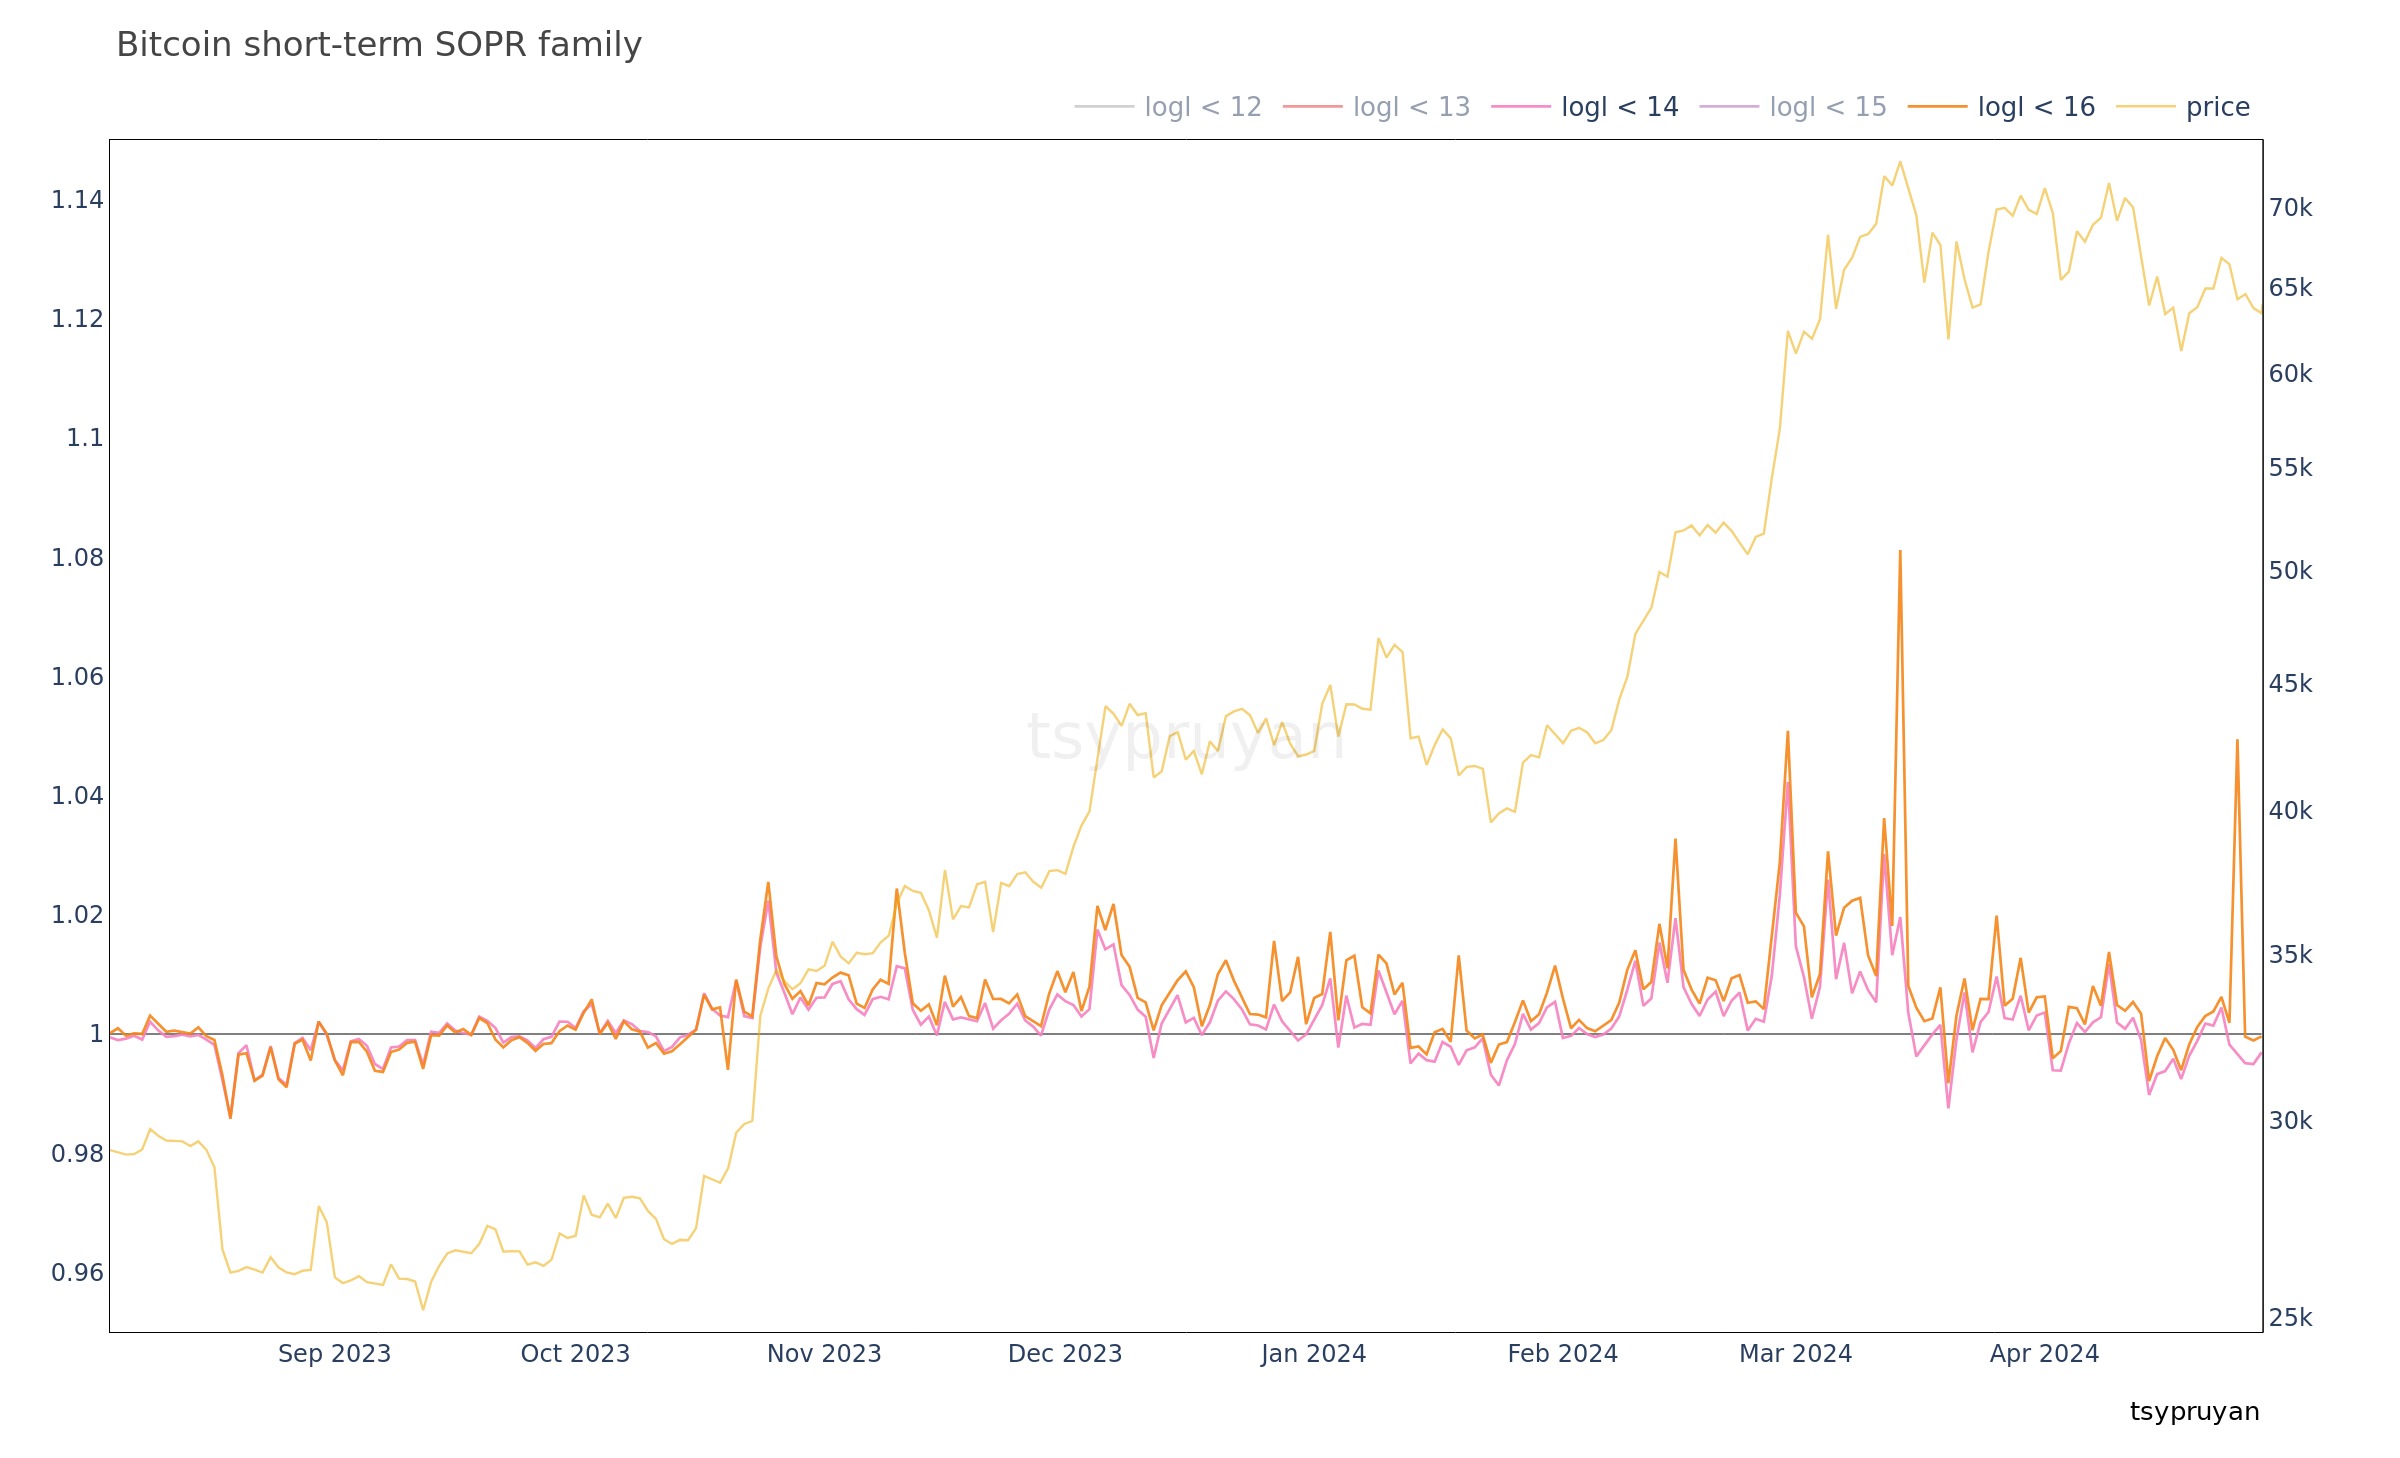 Bitcoin short-term SOPR family
logl < 12 logl < 13 logl < 14 logl < 15 logl < 16 price
1.14
1.12
1.1
1.08
1.06
1.04
1.02
1
0.98
0.96
70k
65k
60k
55k
50k
45k
40k
35k
30k
25k
tsypruyan
Sep 2023 Oct 2023 Nov 2023 Dec 2023 Jan 2024 Feb 2024 Mar 2024 Apr 2024
tsypruyan